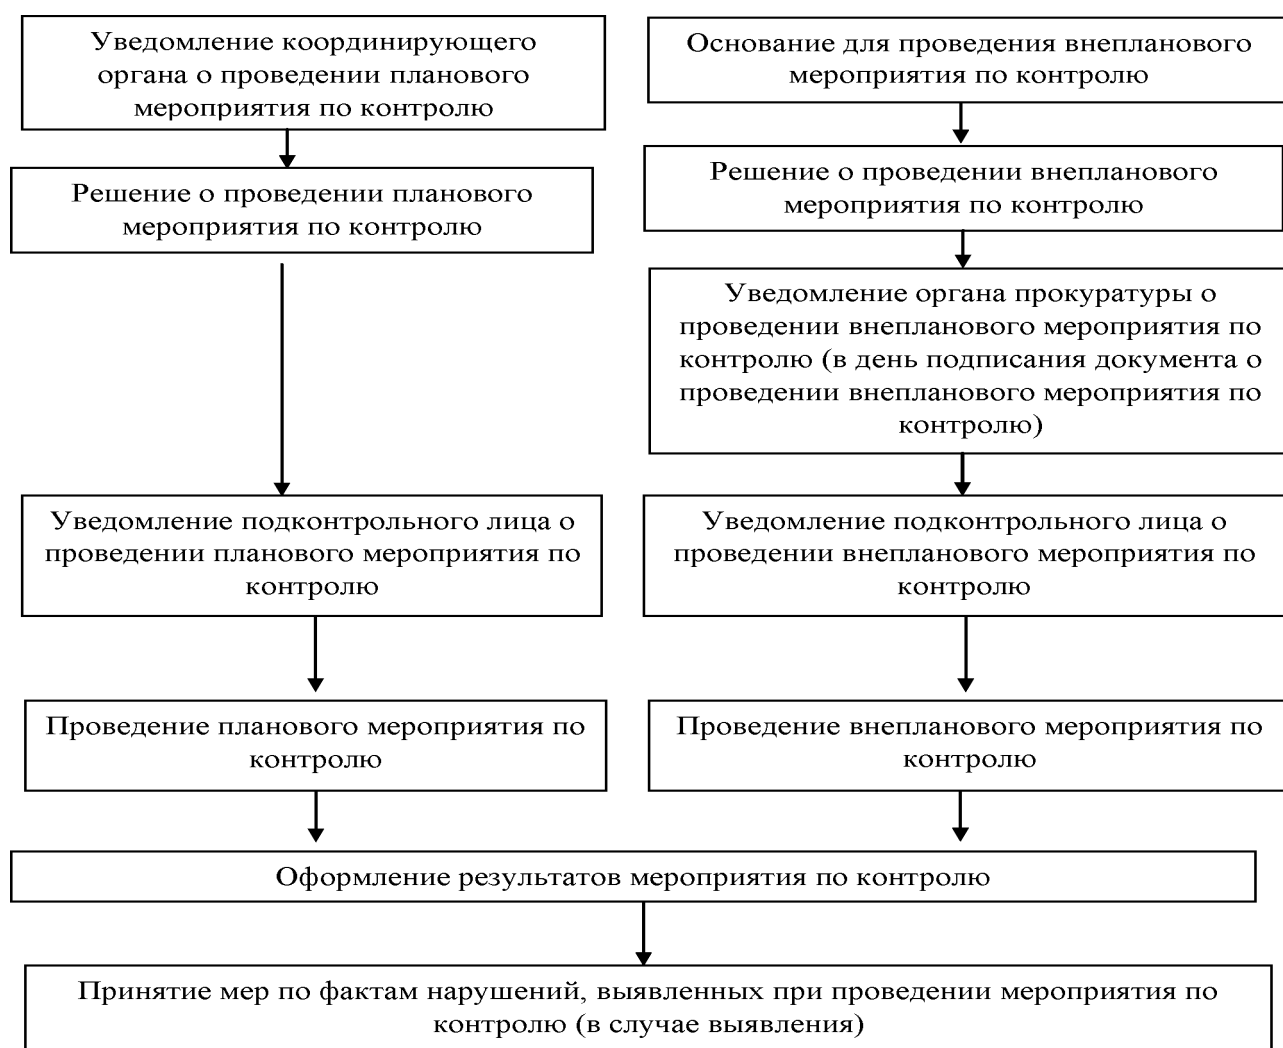 Уведомление координирующего
органа о проведении планового
мероприятия по контролю
Решение о проведении планового
мероприятия по контролю
Уведомление подконтрольного лица о
проведении планового мероприятия по
контролю
Проведение планового мероприятия по
контролю
Основание для проведения внепланового
мероприятия по контролю
Решение о проведении внепланового
мероприятия по контролю
Уведомление органа прокуратуры о
проведении внепланового мероприятия по
контролю (в день подписания документа о
проведении внепланового мероприятия по
контролю)
Уведомление подконтрольного лица о
проведении внепланового мероприятия по
контролю
Проведение внепланового мероприятия по
контролю
Оформление результатов мероприятия по контролю
Принятие мер по фактам нарушений, выявленных при проведении мероприятия по
контролю (в случае выявления)